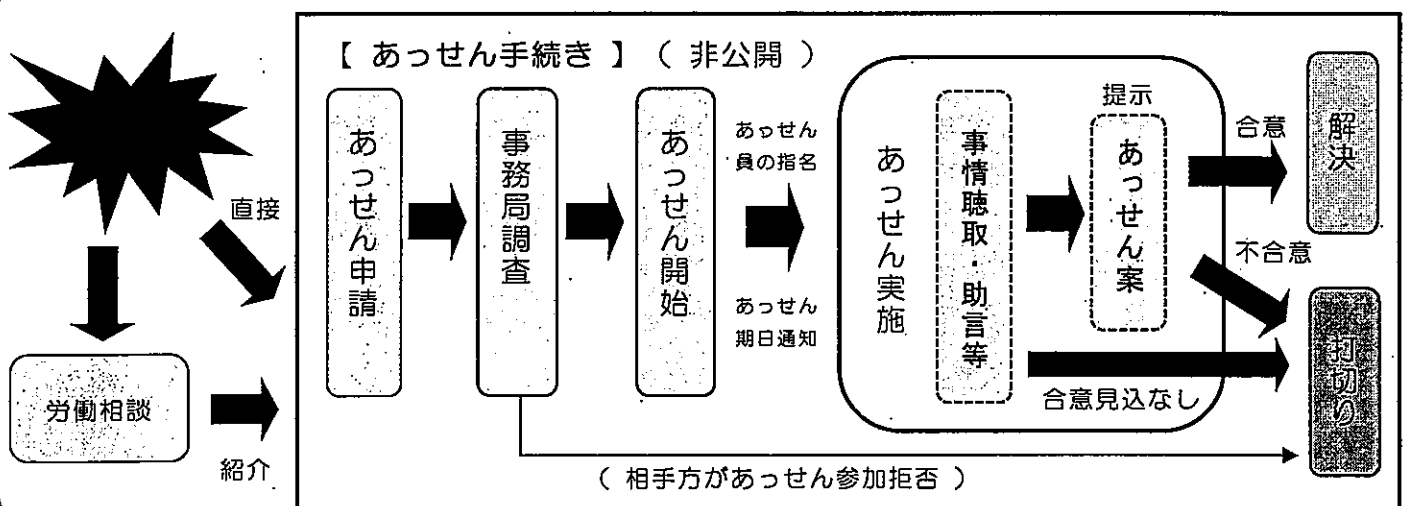 【 あっせん手続き 】 （ 非公開 ）
直接
労働相談
紹介
あっせん申請
事務局調査
あっせん開始
あっせん
員の指名
あっせん
期日通知
あっせん実施
事情聴取・助言等
提示
あっせん案
合意
解決
不合意
合意見込なし
打切り
（ 相手方があっせん参加拒否 ）